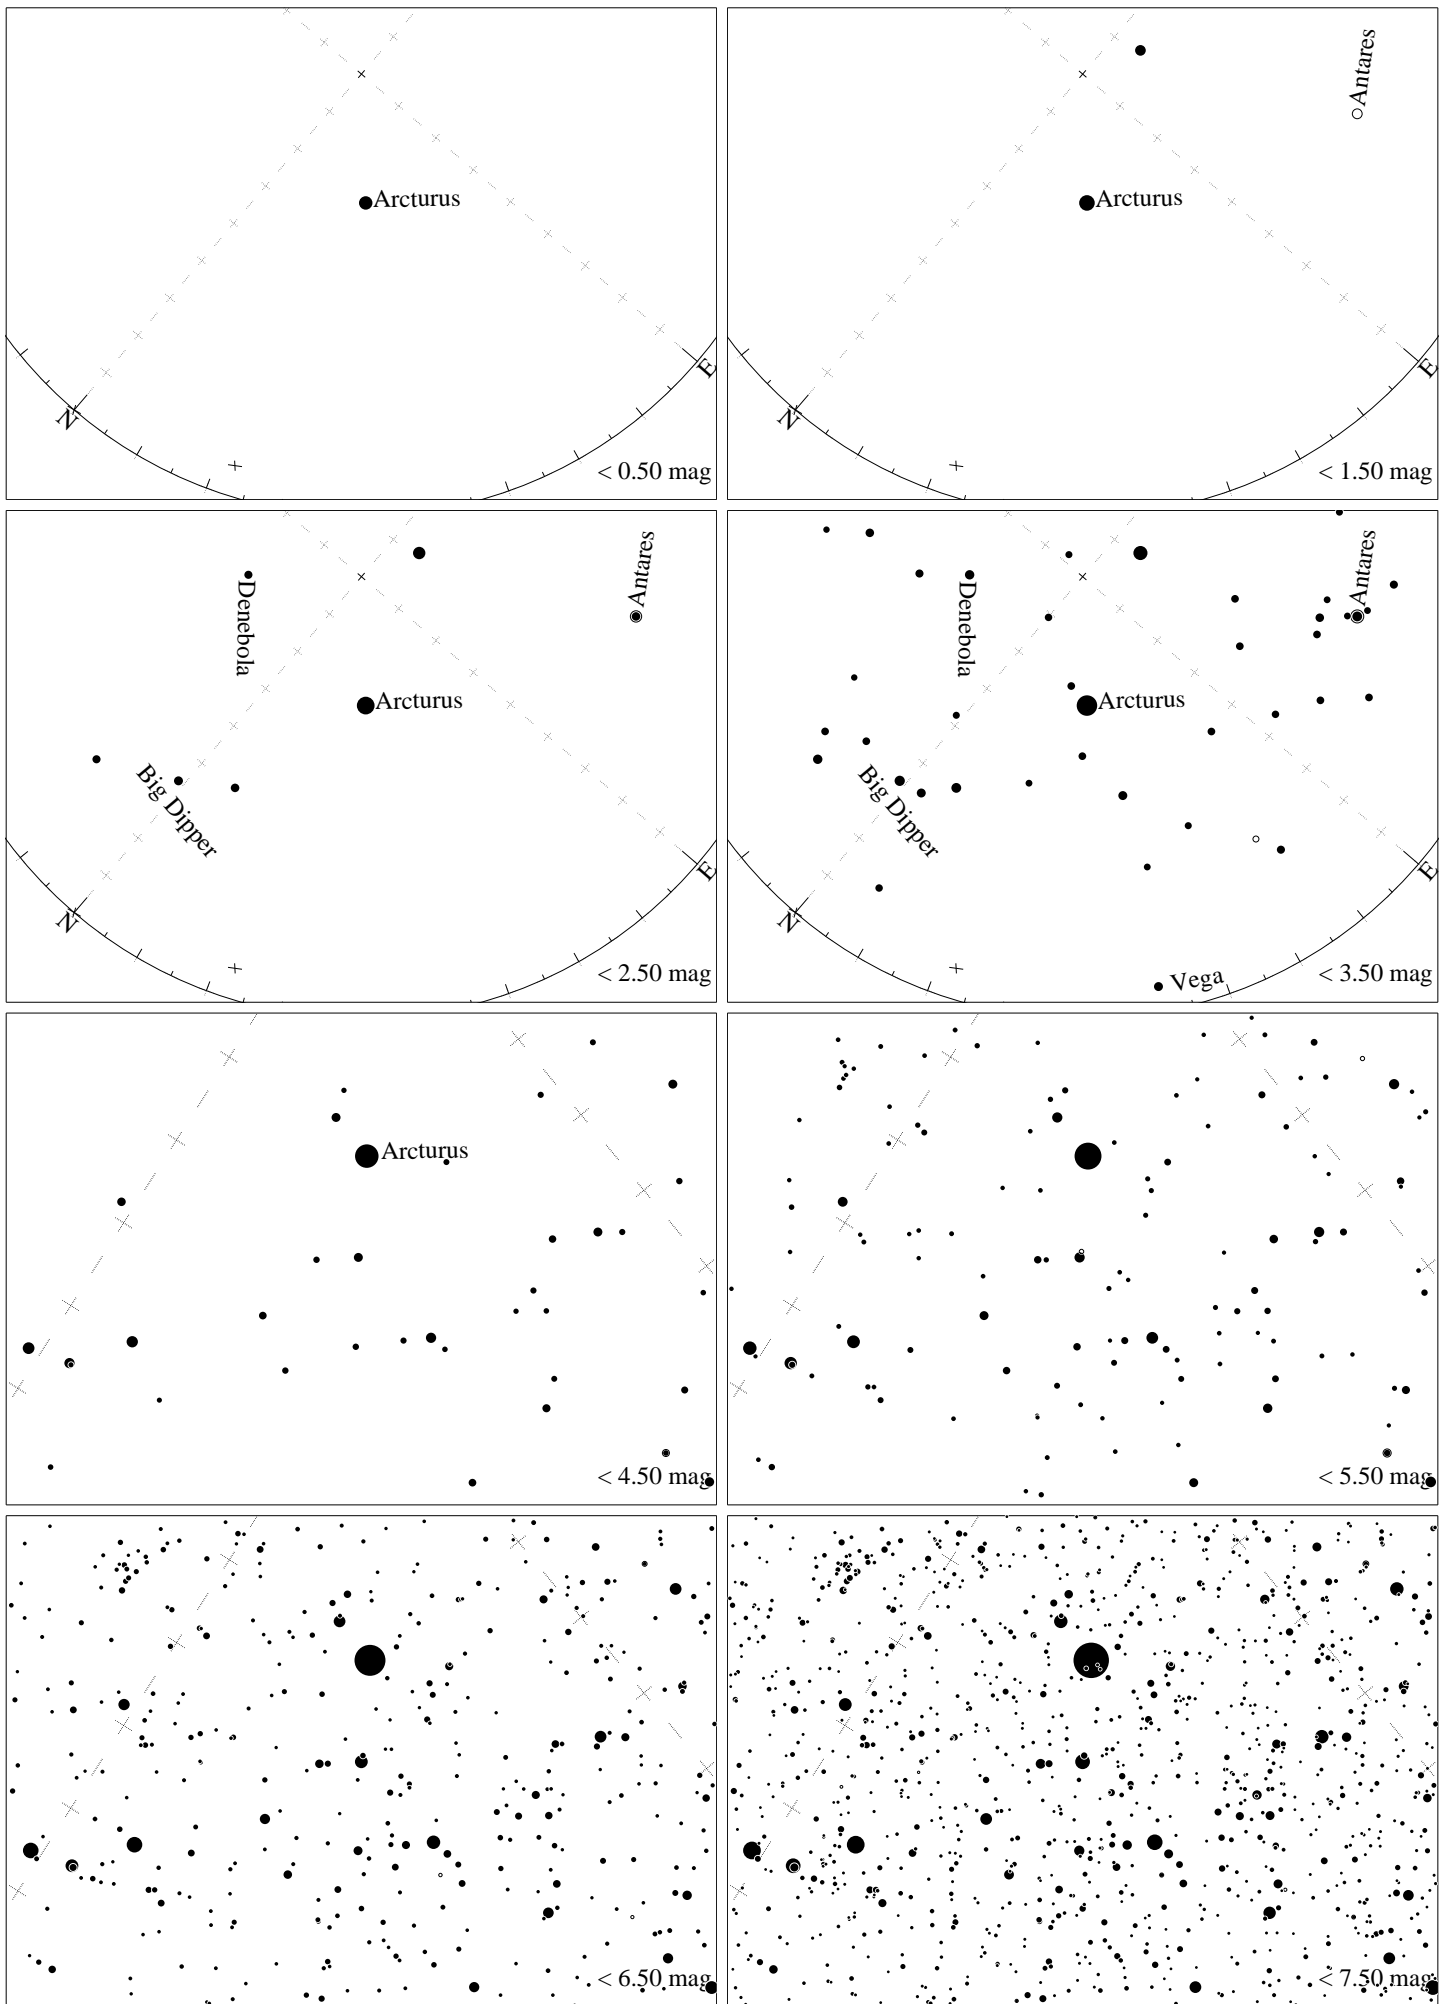 Arcturus
N
E
< 0.50 mag
Antares
Arcturus
N
E
< 1.50 mag
Antares
Denebola
Arcturus
Big Dipper
N
E
< 2.50 mag
Antares
Denebola
Arcturus
Big Dipper
N
E
Vega
< 3.50 mag
Arcturus
< 4.50 mag
< 5.50 mag
< 6.50 mag
< 7.50 mag